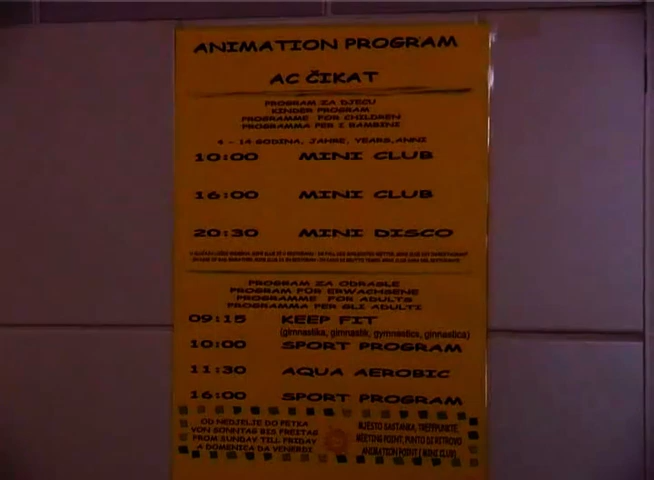 ANIMATION PROGRAM
AC ČIKAT
PROGRAM ZA DJECU
KINDER PROGRAM
PROGRAMME FOR CHILDREN
PROGRAMMA PER I BAMBINI
4 - 14 GODINA, JAHRE, YEARS, ANNI
10:00 MINI CLUB
16:00 MINI CLUB
20:30 MINI DISCO
PROGRAM ZA ODRASLE
PROGRAM FÜR ERWACHSENE
PROGRAMME FOR ADULTS
PROGRAMMA PER GLI ADULTI
09:15 KEEP FIT
(gimnastika, gimnastik, gymnastics, ginnastica)
10:00 SPORT PROGRAM
11:30 AQUA AEROBIC
16:00 SPORT PROGRAM
OD NEDJELJE DO PETKA
VON SONNTAG BIS FREITAG
FROM SUNDAY TILL FRIDAY
A DOMENICA DA VENERDI
MJESTO SASTANKA, TREFFPUNKTE
MEETING POINT, PUNTO DI RITROVO
ANIMATION POINT ( MINI CLUB)